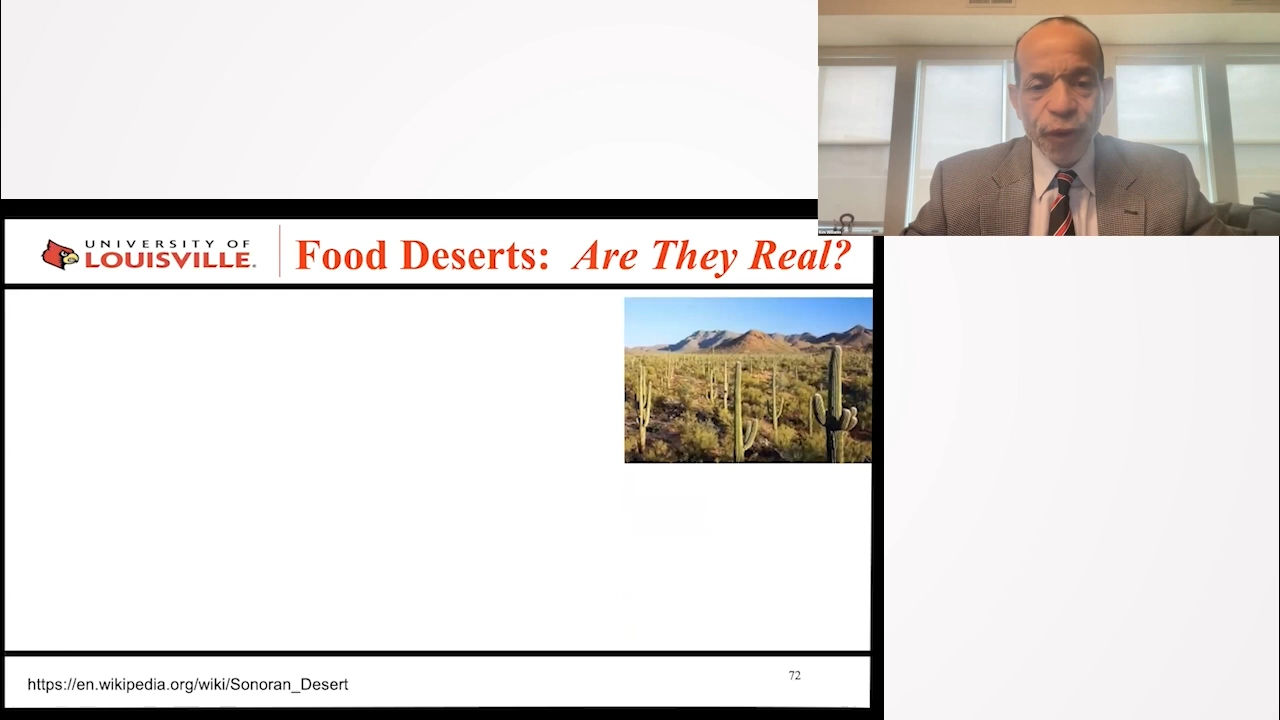 UNIVERSITY OF
LOUISVILLE.
Food Deserts: Are They Real?
https://en.wikipedia.org/wiki/Sonoran_Desert
72